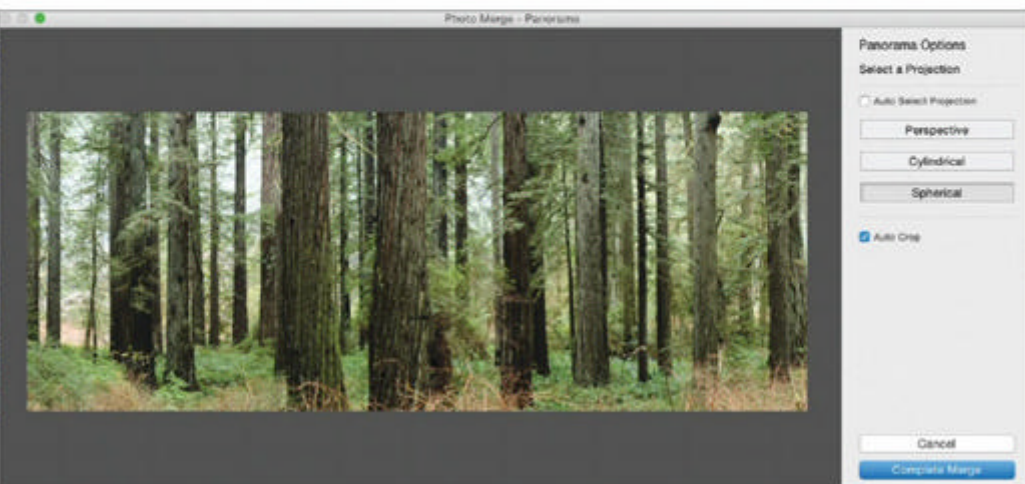 Photo Merge - Panorama
Panorama Options
Select a Projection
Auto Select Projection
Perspective
Cylindrical
Spherical
Auto Crop
Cancel
Complete Merge